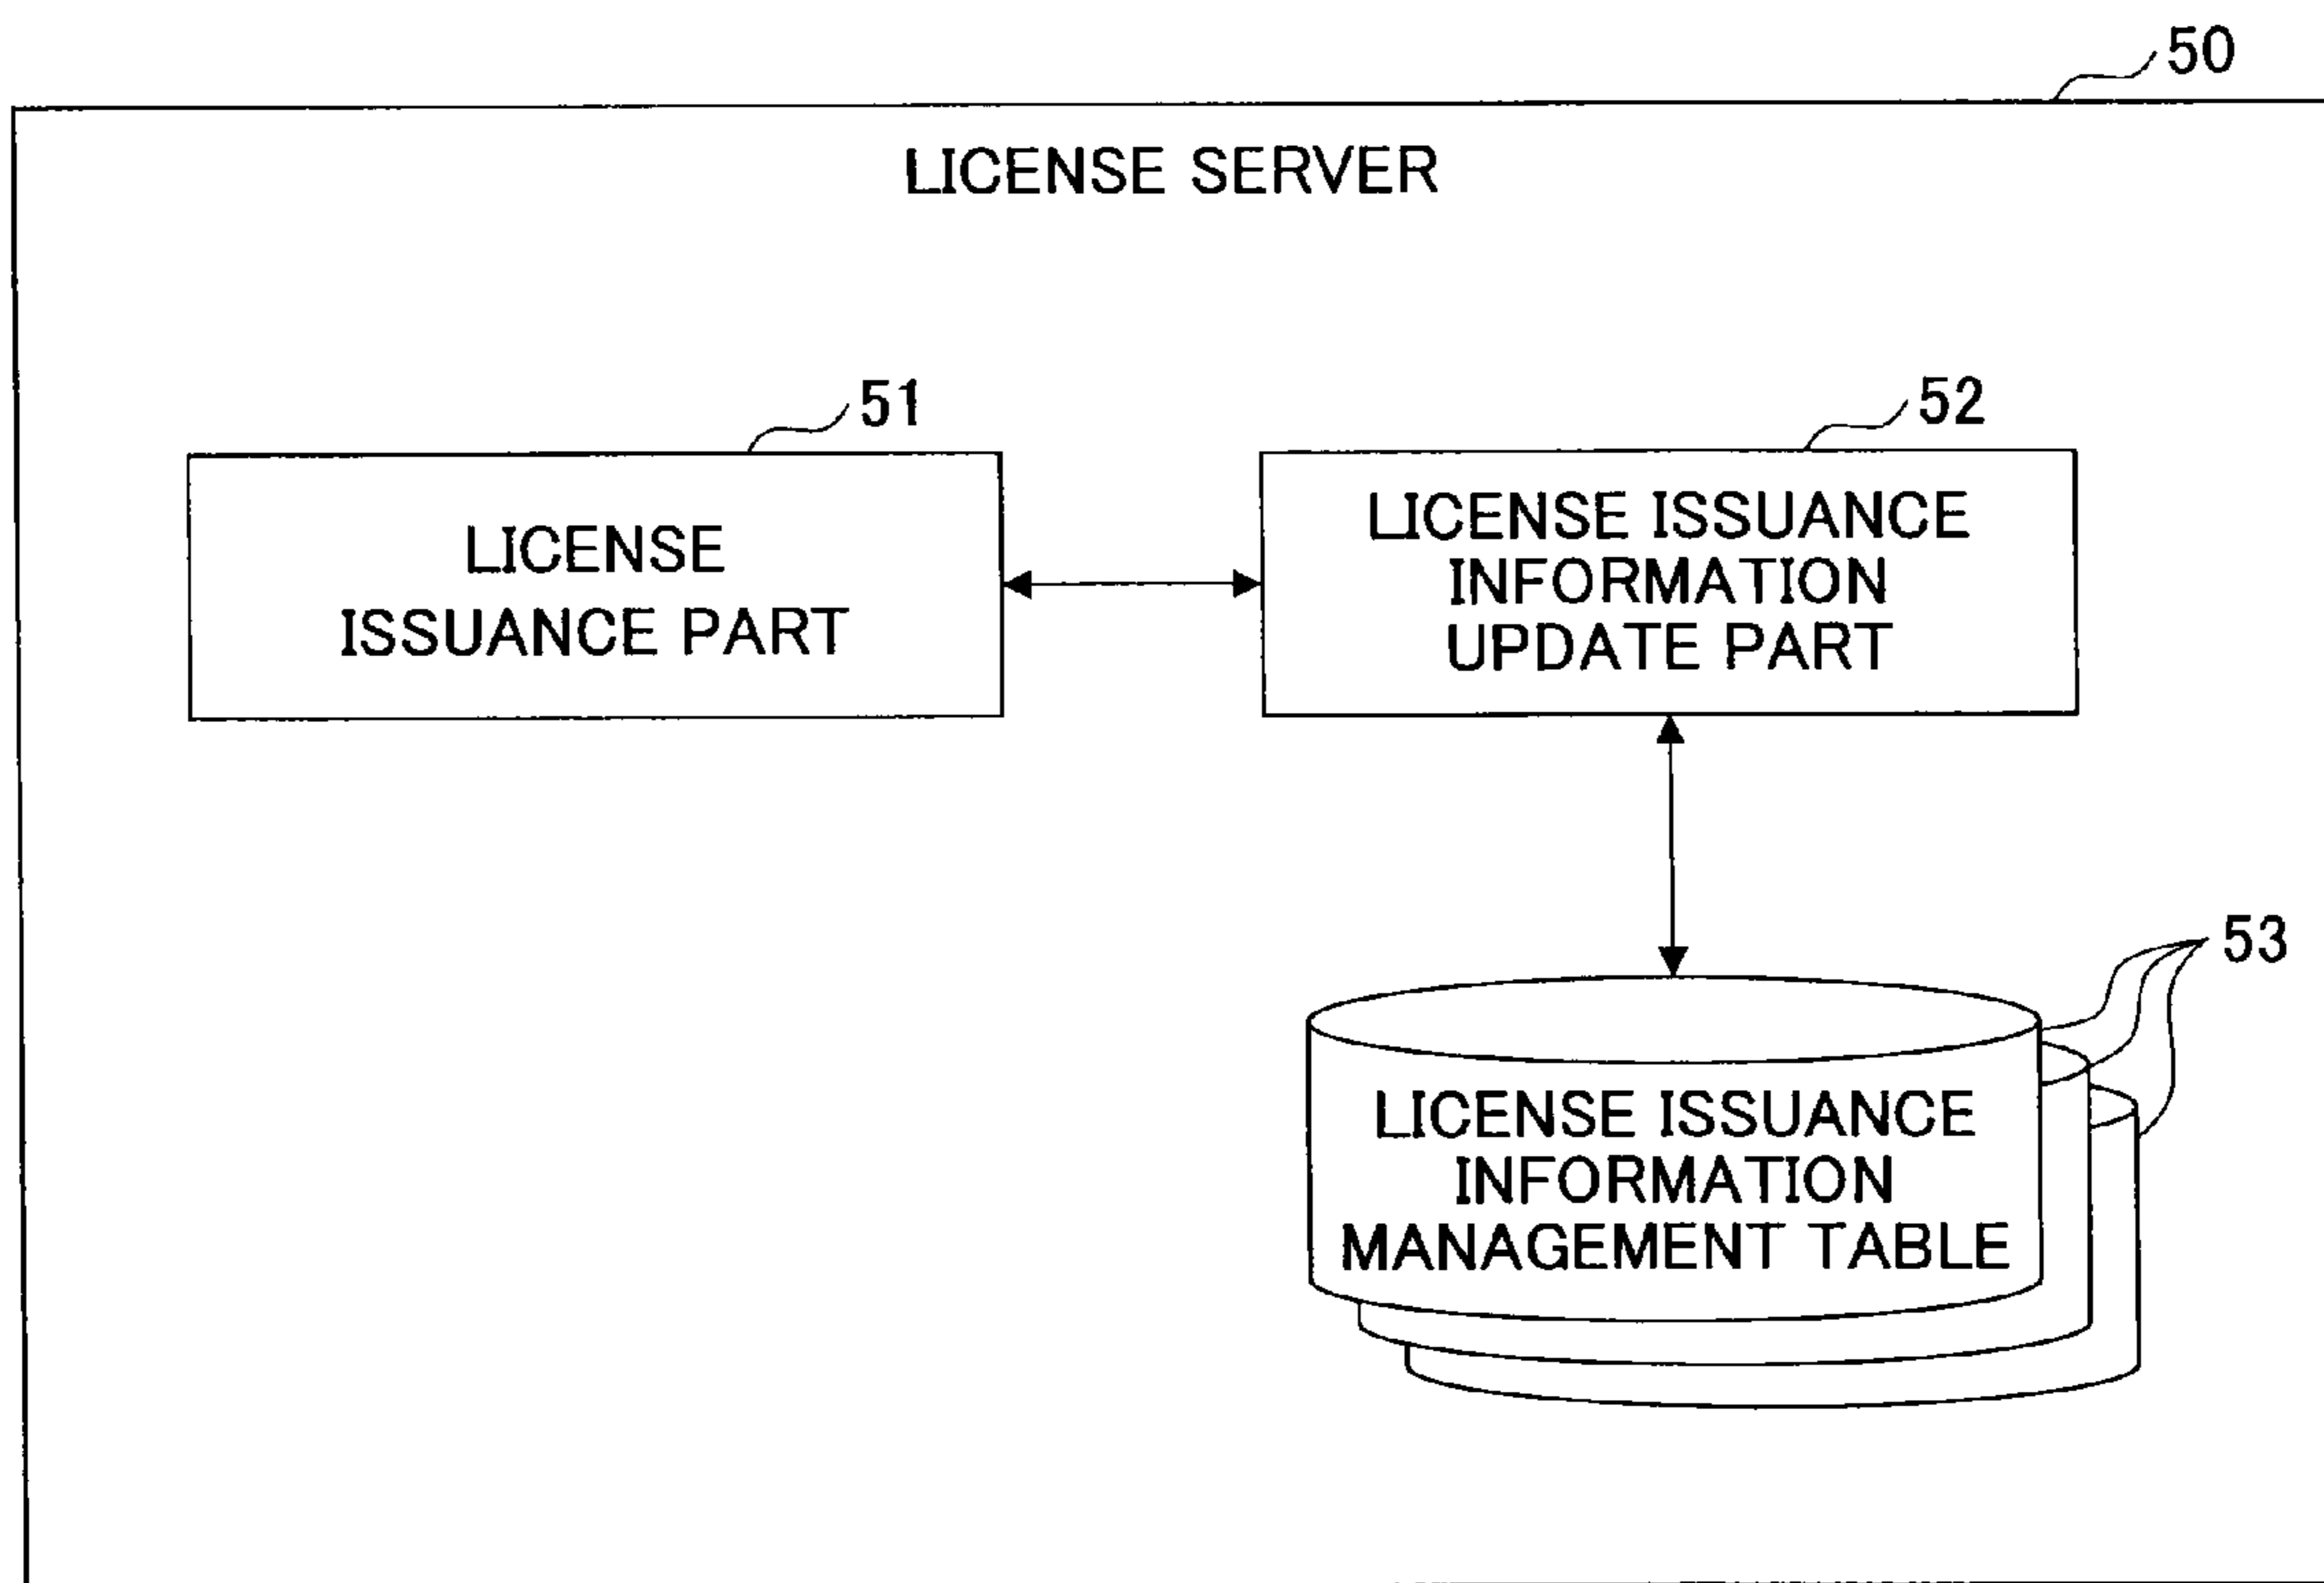 50
LICENSE SERVER
51
52
LICENSE
ISSUANCE PART
LICENSE ISSUANCE
INFORMATION
UPDATE PART
53
LICENSE ISSUANCE
INFORMATION
MANAGEMENT TABLE